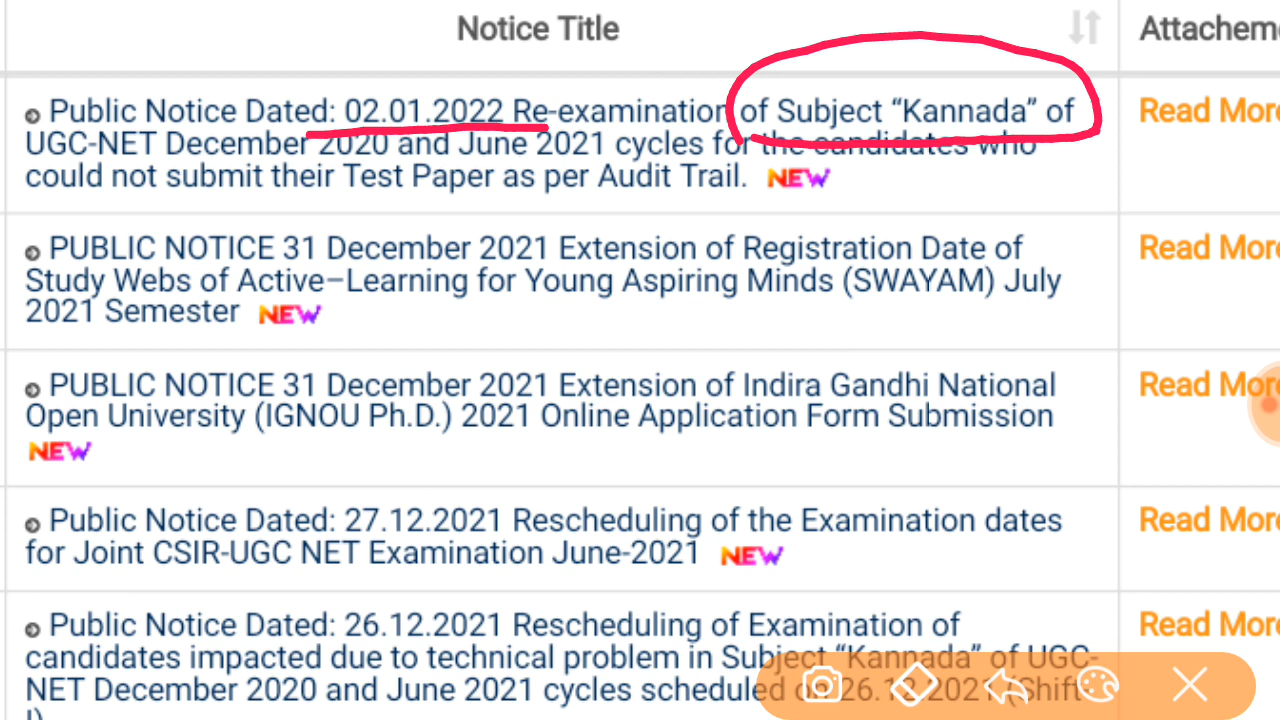 Notice Title
Attachem
Public Notice Dated: 02.01.2022 Re-examination of Subject “Kannada” of
UGC-NET December 2020 and June 2021 cycles for the candidates who
could not submit their Test Paper as per Audit Trail. NEW
Read More
PUBLIC NOTICE 31 December 2021 Extension of Registration Date of
Study Webs of Active–Learning for Young Aspiring Minds (SWAYAM) July
2021 Semester NEW
Read More
PUBLIC NOTICE 31 December 2021 Extension of Indira Gandhi National
Open University (IGNOU Ph.D.) 2021 Online Application Form Submission
NEW
Read More
Public Notice Dated: 27.12.2021 Rescheduling of the Examination dates
for Joint CSIR-UGC NET Examination June-2021 NEW
Read More
Public Notice Dated: 26.12.2021 Rescheduling of Examination of
candidates impacted due to technical problem in Subject “Kannada” of UGC-
NET December 2020 and June 2021 cycles scheduled on 26.12.2021 (Shift-
I)
Read More